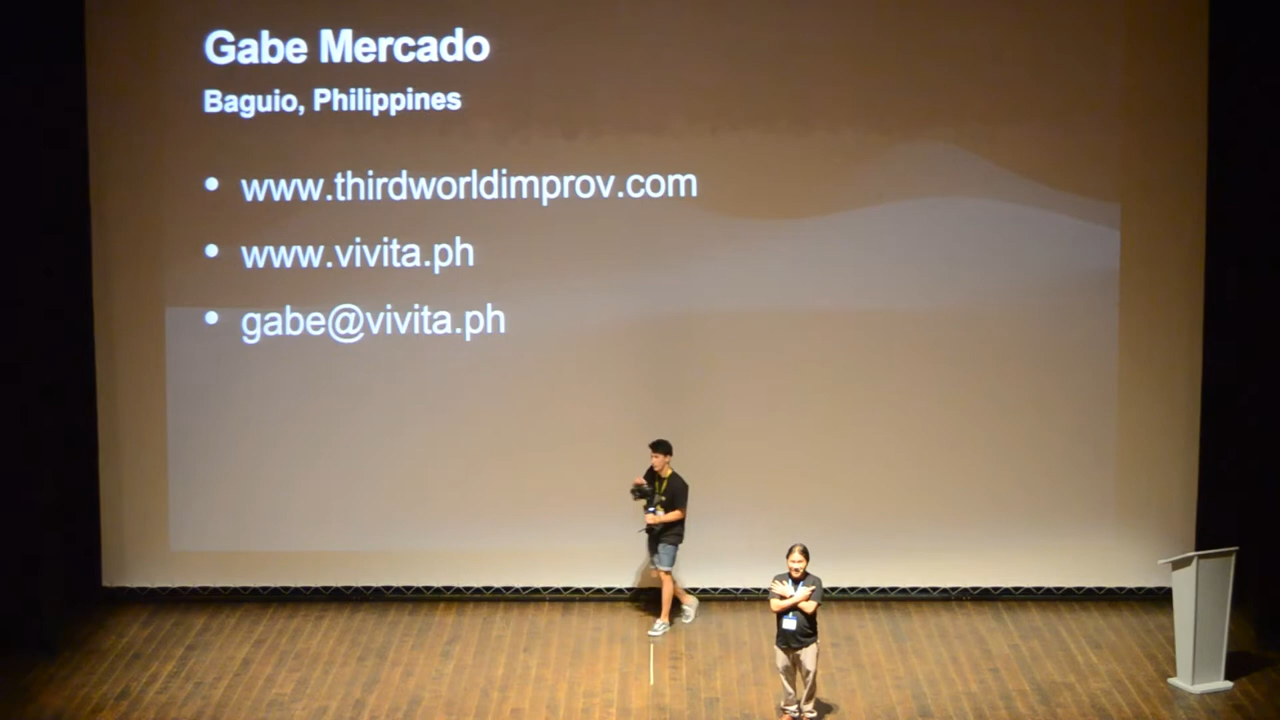 Gabe Mercado
Baguio, Philippines
• www.thirdworldimprov.com
• www.vivita.ph
• gabe@vivita.ph